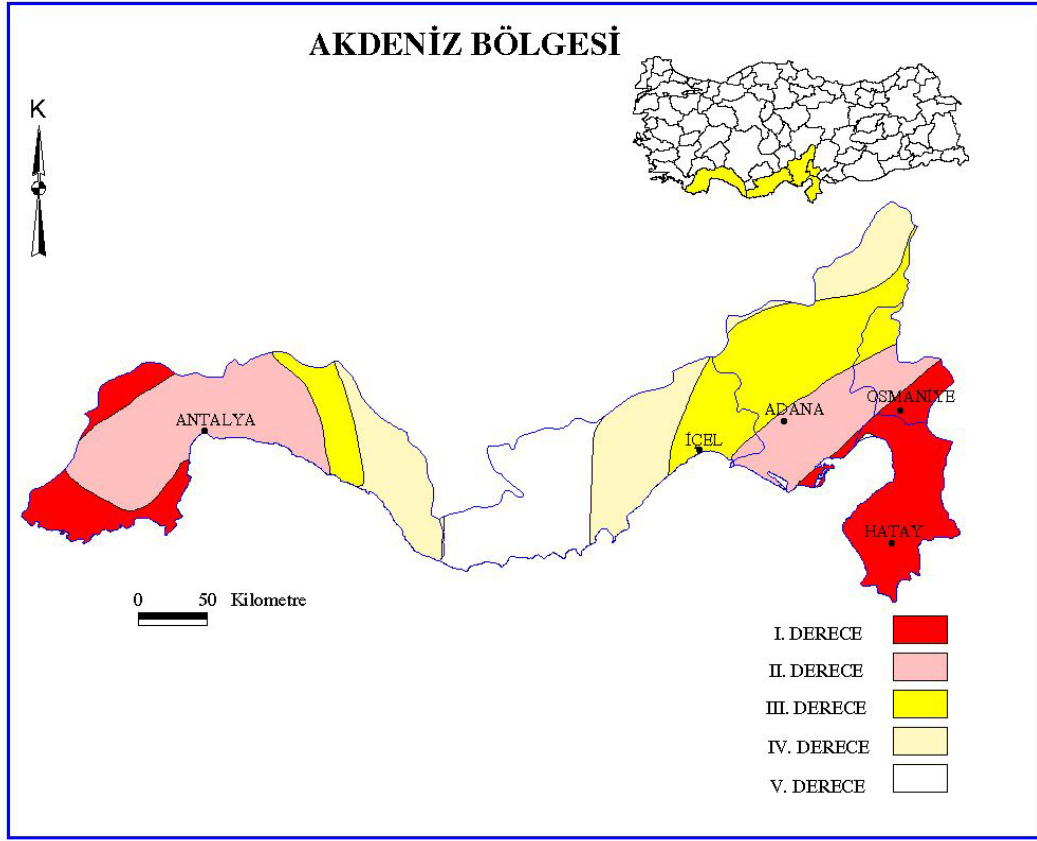 AKDENİZ BÖLGESİ
K
ANTALYA
ADANA
OSMANİYE
İÇEL
HATAY
0 50 Kilometre
I. DERECE
II. DERECE
III. DERECE
IV. DERECE
V. DERECE